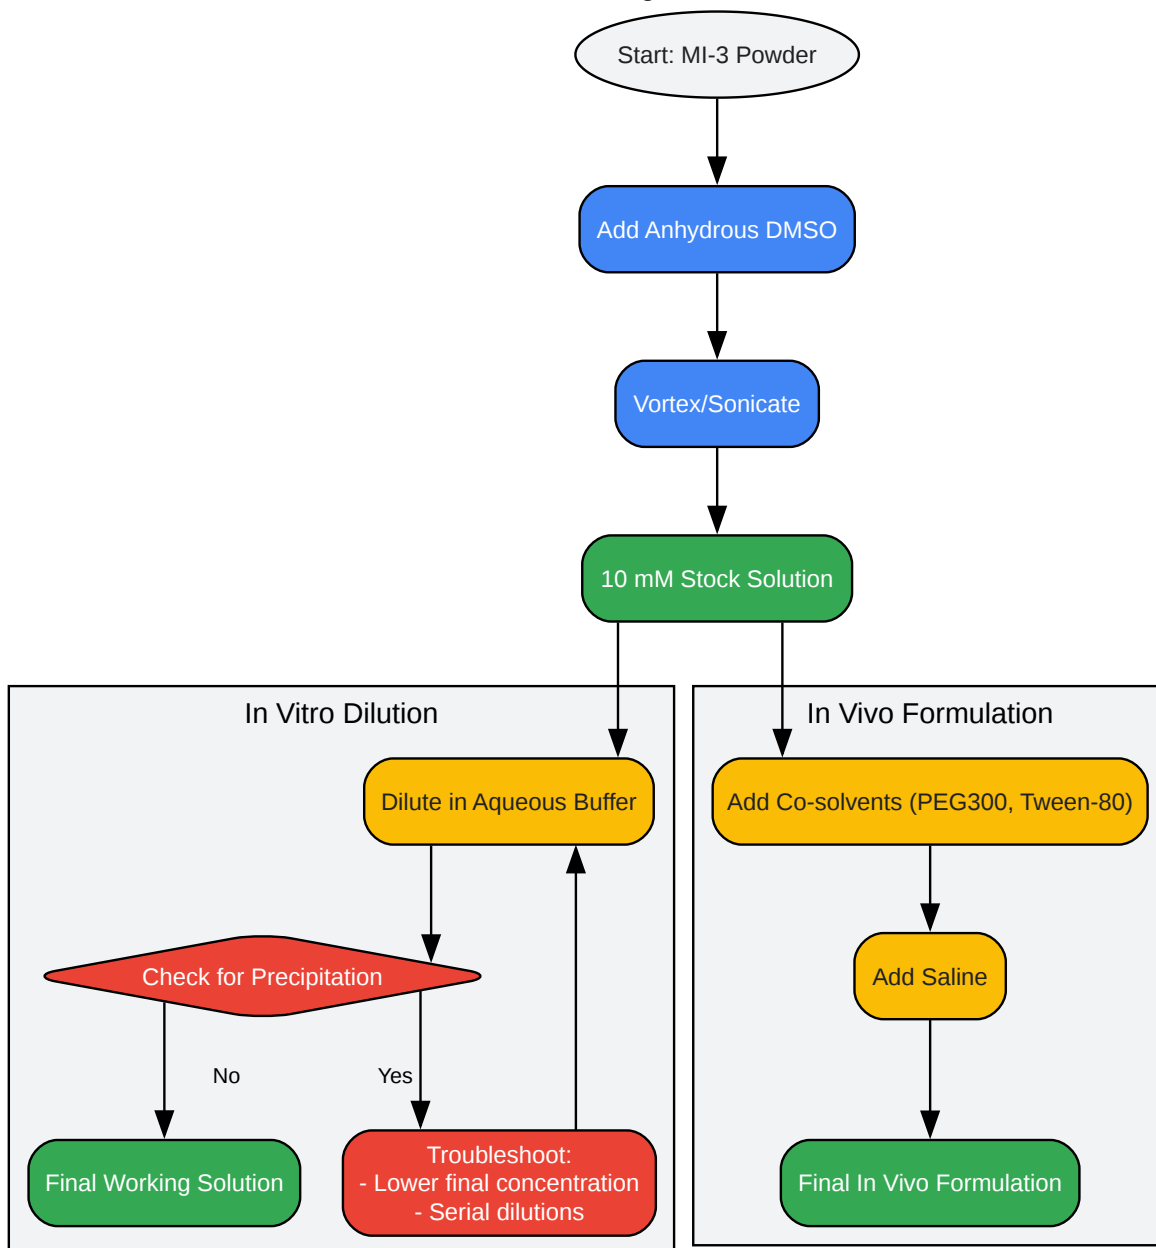 Start: MI-3 Powder
Add Anhydrous DMSO
Vortex/Sonicate
10 mM Stock Solution
In Vitro Dilution
Dilute in Aqueous Buffer
Check for Precipitation
No
Yes
Final Working Solution
Troubleshoot:
- Lower final concentration
- Serial dilutions
In Vivo Formulation
Add Co-solvents (PEG300, Tween-80)
Add Saline
Final In Vivo Formulation